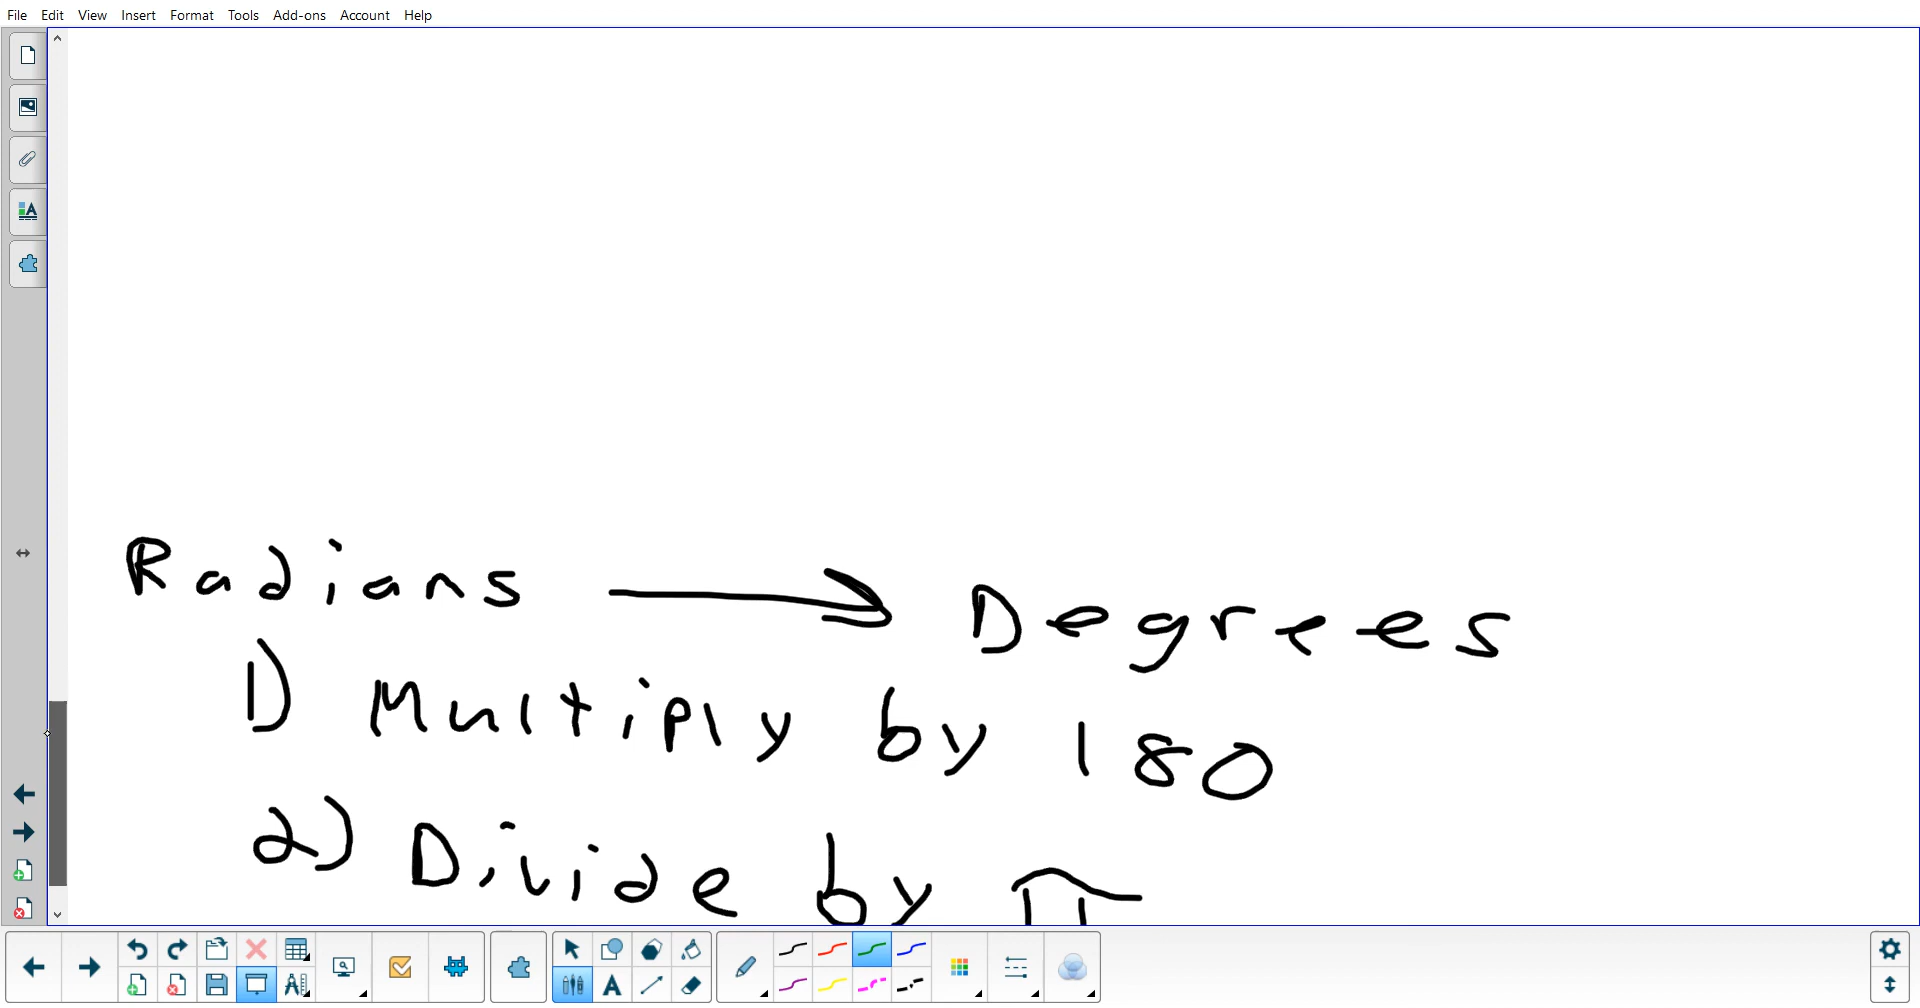 File Edit View Insert Format Tools Add-ons Account Help
Radians → Degrees
1) Multiply by 180
2) Divide by π